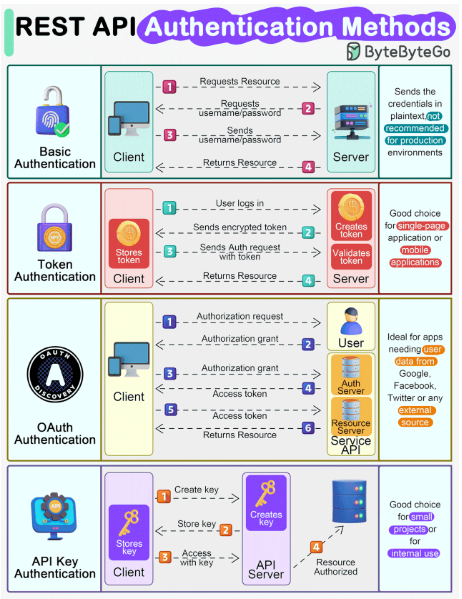 REST API Authentication Methods
ByteByteGo
Basic
Authentication
Client
1
Requests Resource
Requests
username/password
2
3
Sends
username/password
Returns Resource
4
Server
Sends the
credentials in
plaintext, not
recommended
for production
environments
Token
Authentication
Stores
token
Client
1
User logs in
Sends encrypted token
2
3
Sends Auth request
with token
Returns Resource
4
Creates
token
Validates
token
Server
Good choice
for single-page
application or
mobile
applications
OAUTH
A
DISCOVERY
OAuth
Authentication
Client
1
Authorization request
Authorization grant
2
3
Authorization grant
Access token
4
5
Access token
Returns Resource
6
User
Auth
Server
Resource
Server
Service
API
Ideal for apps
needing user
data from
Google,
Facebook,
Twitter or any
external
source
API Key
Authentication
Stores
key
Client
1
Create key
Store key
2
3
Access
with key
Creates
key
API
Server
4
Resource
Authorized
Good choice
for small
projects or
for
internal use